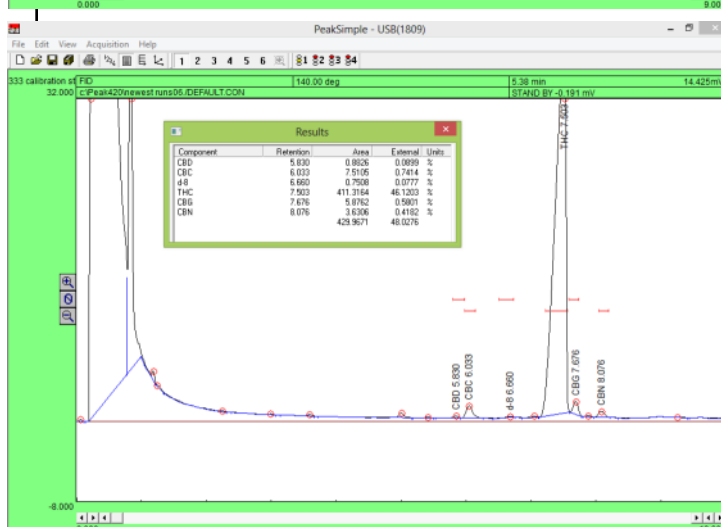 0.000 9.00
PeakSimple - USB(1809)
File Edit View Acquisition Help
1 2 3 4 5 6 1 2 3 4
333 calibration st FID 140.00 deg 5.38 min 14.425mV
32.000 c:\Peak420\newest runs06./DEFAULT.CON STAND BY -0.191 mV
Results
Component Retention Area External Units
CBD 5.830 0.8826 0.0899 %
CBC 6.033 7.5105 0.7414 %
d-8 6.660 0.7508 0.0777 %
THC 7.503 411.3164 46.1203 %
CBG 7.676 5.8762 0.5801 %
CBN 8.076 3.6306 0.4182 %
429.9671 48.0276
THC 7.503
CBD 5.830
CBC 6.033
d-8 6.660
CBG 7.676
CBN 8.076
-8.000